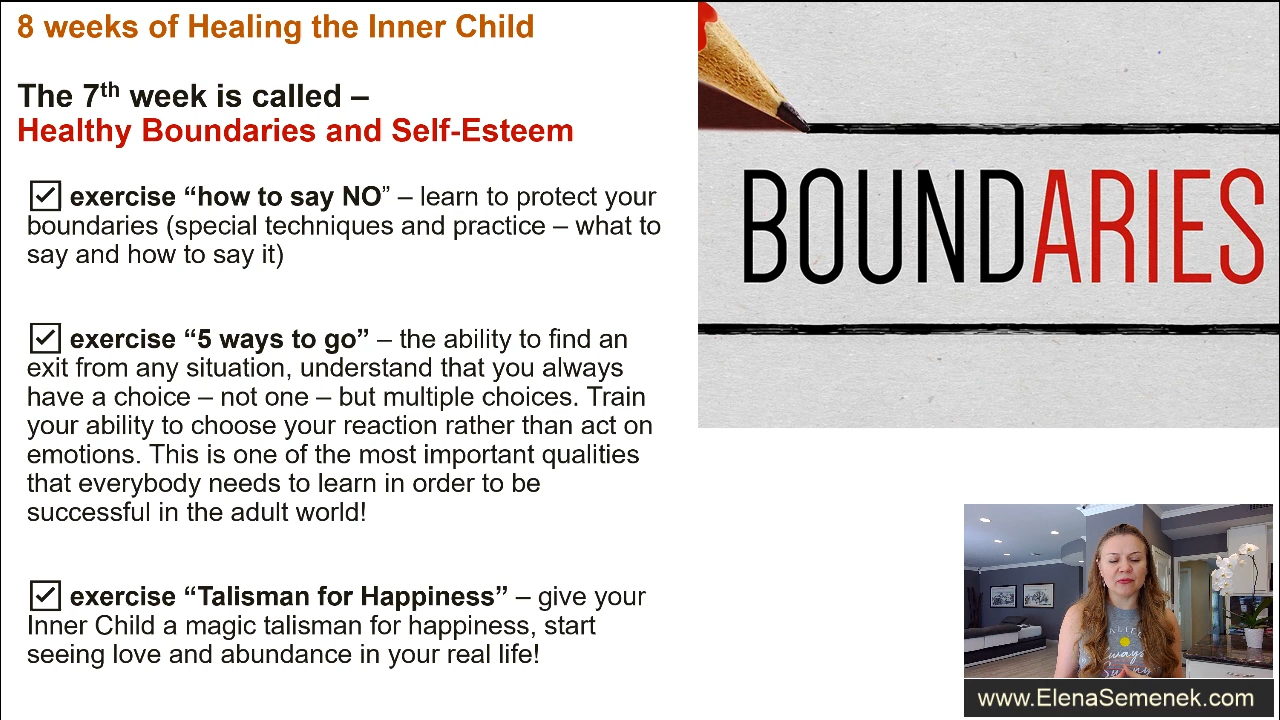 8 weeks of Healing the Inner Child
The 7th week is called –
Healthy Boundaries and Self-Esteem
☑ exercise “how to say NO” – learn to protect your
boundaries (special techniques and practice – what to
say and how to say it)
☑ exercise “5 ways to go” – the ability to find an
exit from any situation, understand that you always
have a choice – not one – but multiple choices. Train
your ability to choose your reaction rather than act on
emotions. This is one of the most important qualities
that everybody needs to learn in order to be
successful in the adult world!
☑ exercise “Talisman for Happiness” – give your
Inner Child a magic talisman for happiness, start
seeing love and abundance in your real life!
BOUNDARIES
www.ElenaSemenek.com